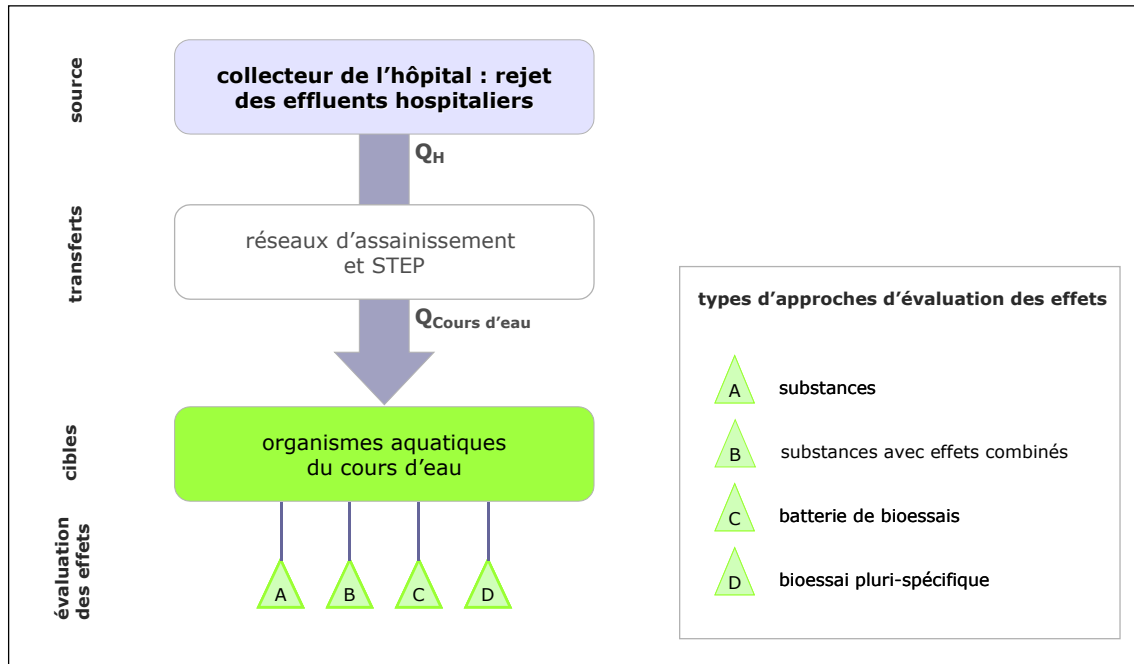 source
collecteur de l’hôpital : rejet
des effluents hospitaliers
QH
transferts
réseaux d’assainissement
et STEP
QCours d’eau
cibles
organismes aquatiques
du cours d’eau
évaluation
des effets
A B C D
types d’approches d’évaluation des effets
A substances
B substances avec effets combinés
C batterie de bioessais
D bioessai pluri-spécifique